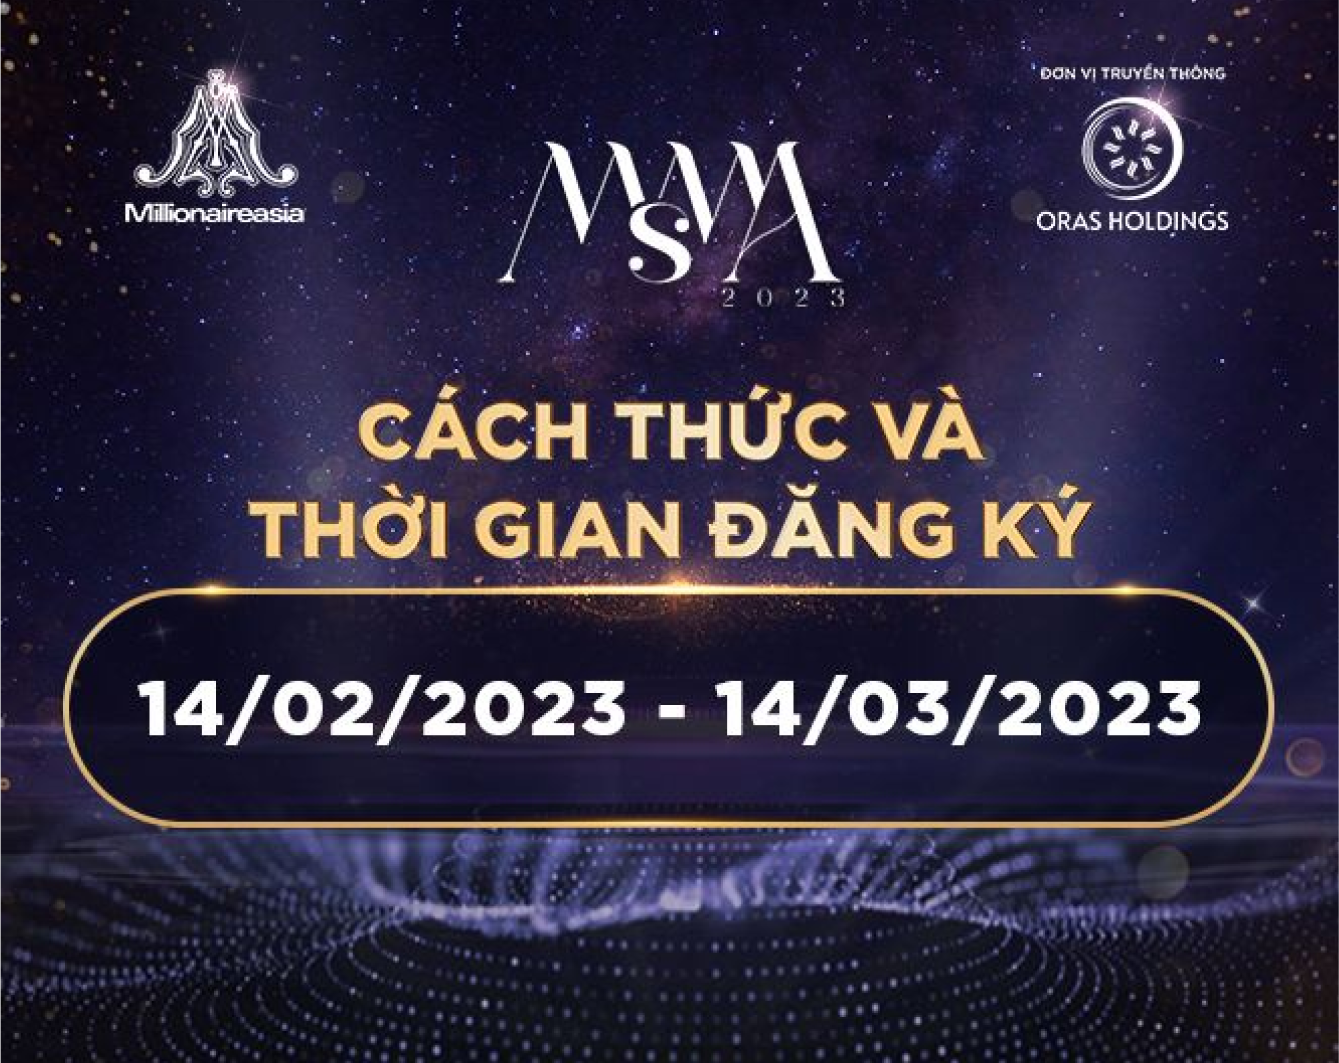 Millionaireasia
ĐƠN VỊ TRUYỀN THÔNG
ORAS HOLDINGS
2023
CÁCH THỨC VÀ
THỜI GIAN ĐĂNG KÝ
14/02/2023 - 14/03/2023